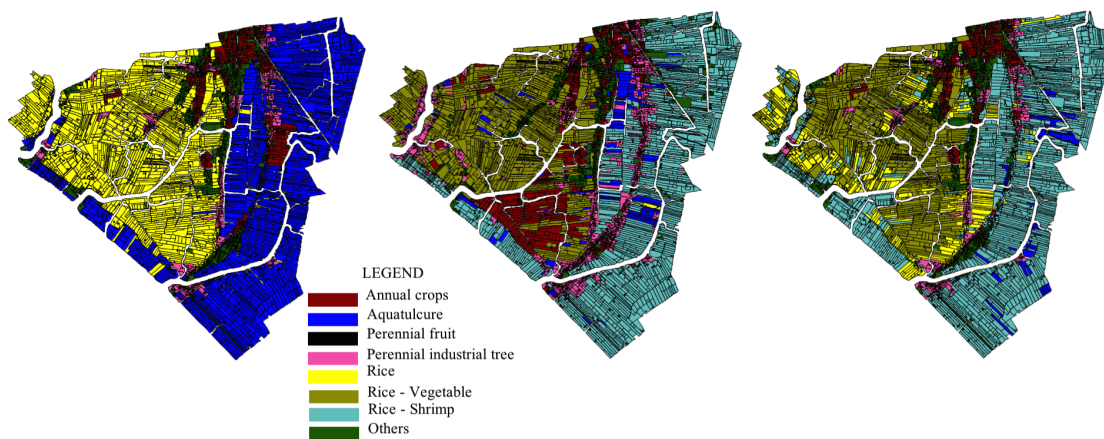 LEGEND
Annual crops
Aquatulcure
Perennial fruit
Perennial industrial tree
Rice
Rice - Vegetable
Rice - Shrimp
Others